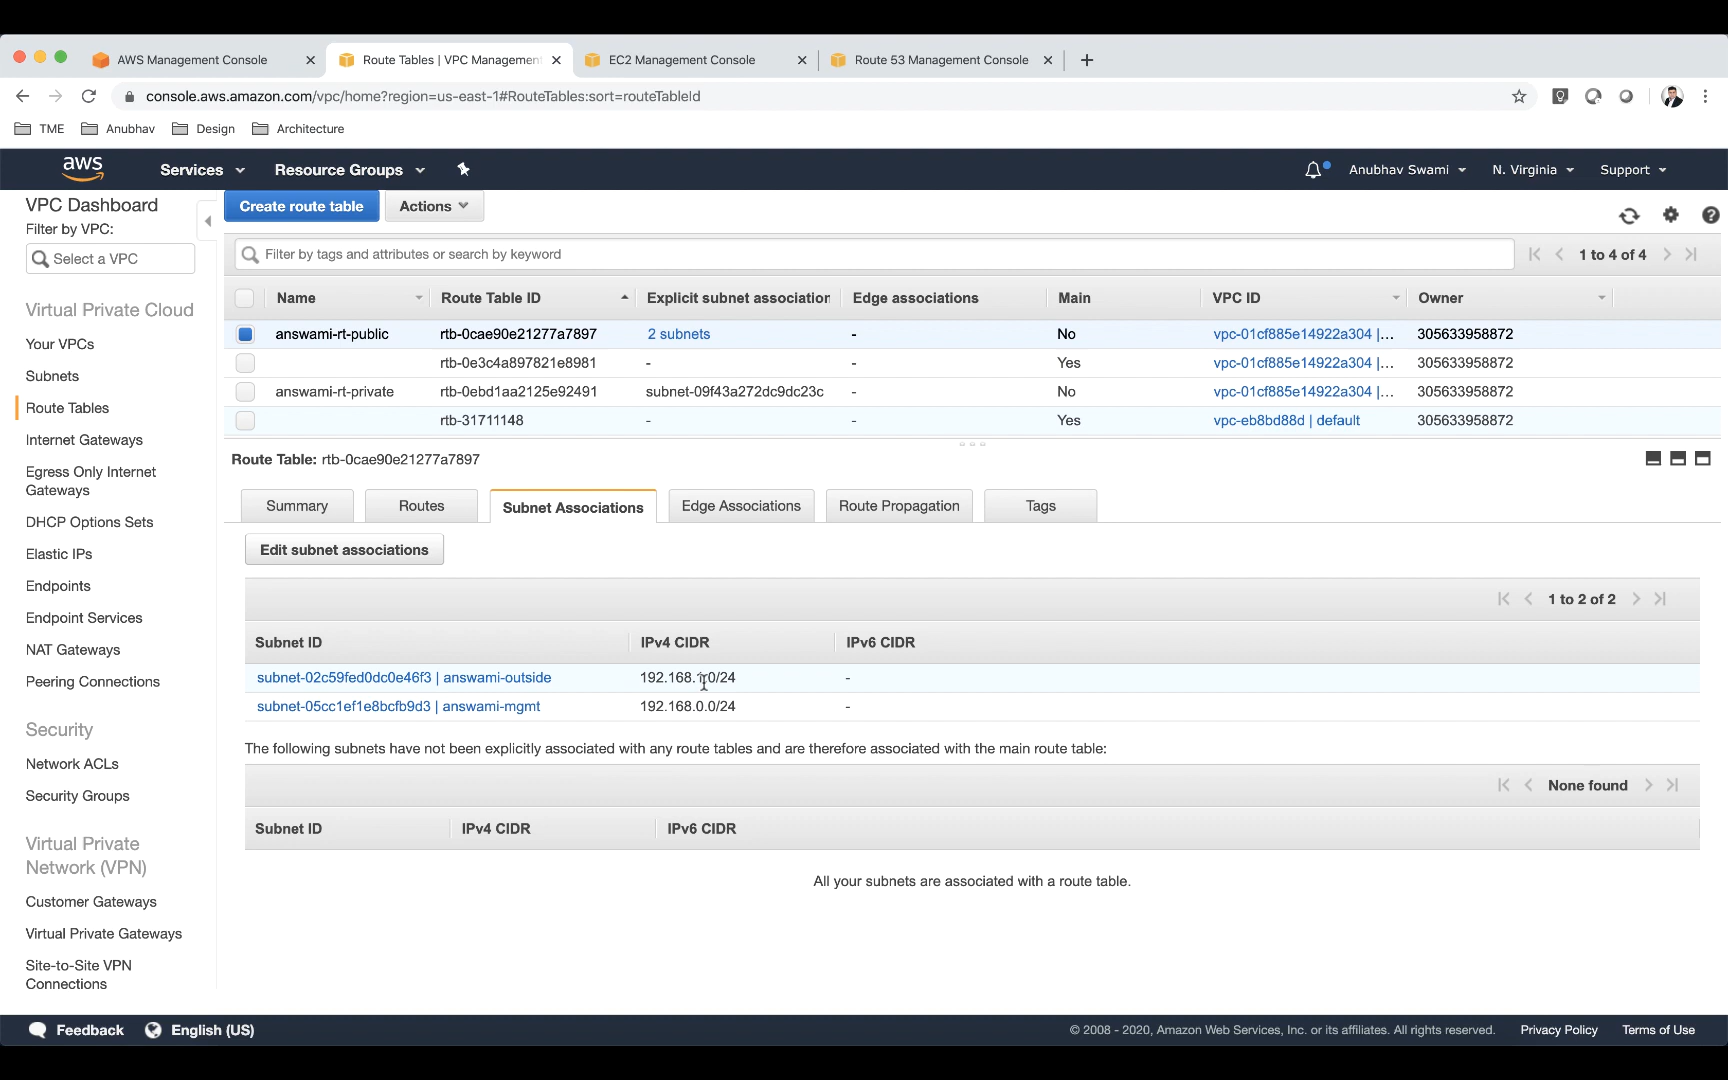 AWS Management Console
Route Tables | VPC Managemen
EC2 Management Console
Route 53 Management Console
console.aws.amazon.com/vpc/home?region=us-east-1#RouteTables:sort=routeTableId
TME Anubhav Design Architecture
aws Services Resource Groups Anubhav Swami N. Virginia Support
VPC Dashboard
Filter by VPC:
Select a VPC
Virtual Private Cloud
Your VPCs
Subnets
Route Tables
Internet Gateways
Egress Only Internet
Gateways
DHCP Options Sets
Elastic IPs
Endpoints
Endpoint Services
NAT Gateways
Peering Connections
Security
Network ACLs
Security Groups
Virtual Private
Network (VPN)
Customer Gateways
Virtual Private Gateways
Site-to-Site VPN
Connections
Create route table Actions
Filter by tags and attributes or search by keyword 1 to 4 of 4
Name Route Table ID Explicit subnet association Edge associations Main VPC ID Owner
answami-rt-public rtb-0cae90e21277a7897 2 subnets - No vpc-01cf885e14922a304 |... 305633958872
rtb-0e3c4a897821e8981 - - Yes vpc-01cf885e14922a304 |... 305633958872
answami-rt-private rtb-0ebd1aa2125e92491 subnet-09f43a272dc9dc23c - No vpc-01cf885e14922a304 |... 305633958872
rtb-31711148 - - Yes vpc-eb8bd88d | default 305633958872
Route Table: rtb-0cae90e21277a7897
Summary Routes Subnet Associations Edge Associations Route Propagation Tags
Edit subnet associations
1 to 2 of 2
Subnet ID IPv4 CIDR IPv6 CIDR
subnet-02c59fed0dc0e46f3 | answami-outside 192.168.1.0/24 -
subnet-05cc1ef1e8bcfb9d3 | answami-mgmt 192.168.0.0/24 -
The following subnets have not been explicitly associated with any route tables and are therefore associated with the main route table:
None found
Subnet ID IPv4 CIDR IPv6 CIDR
All your subnets are associated with a route table.
Feedback English (US) © 2008 - 2020, Amazon Web Services, Inc. or its affiliates. All rights reserved. Privacy Policy Terms of Use